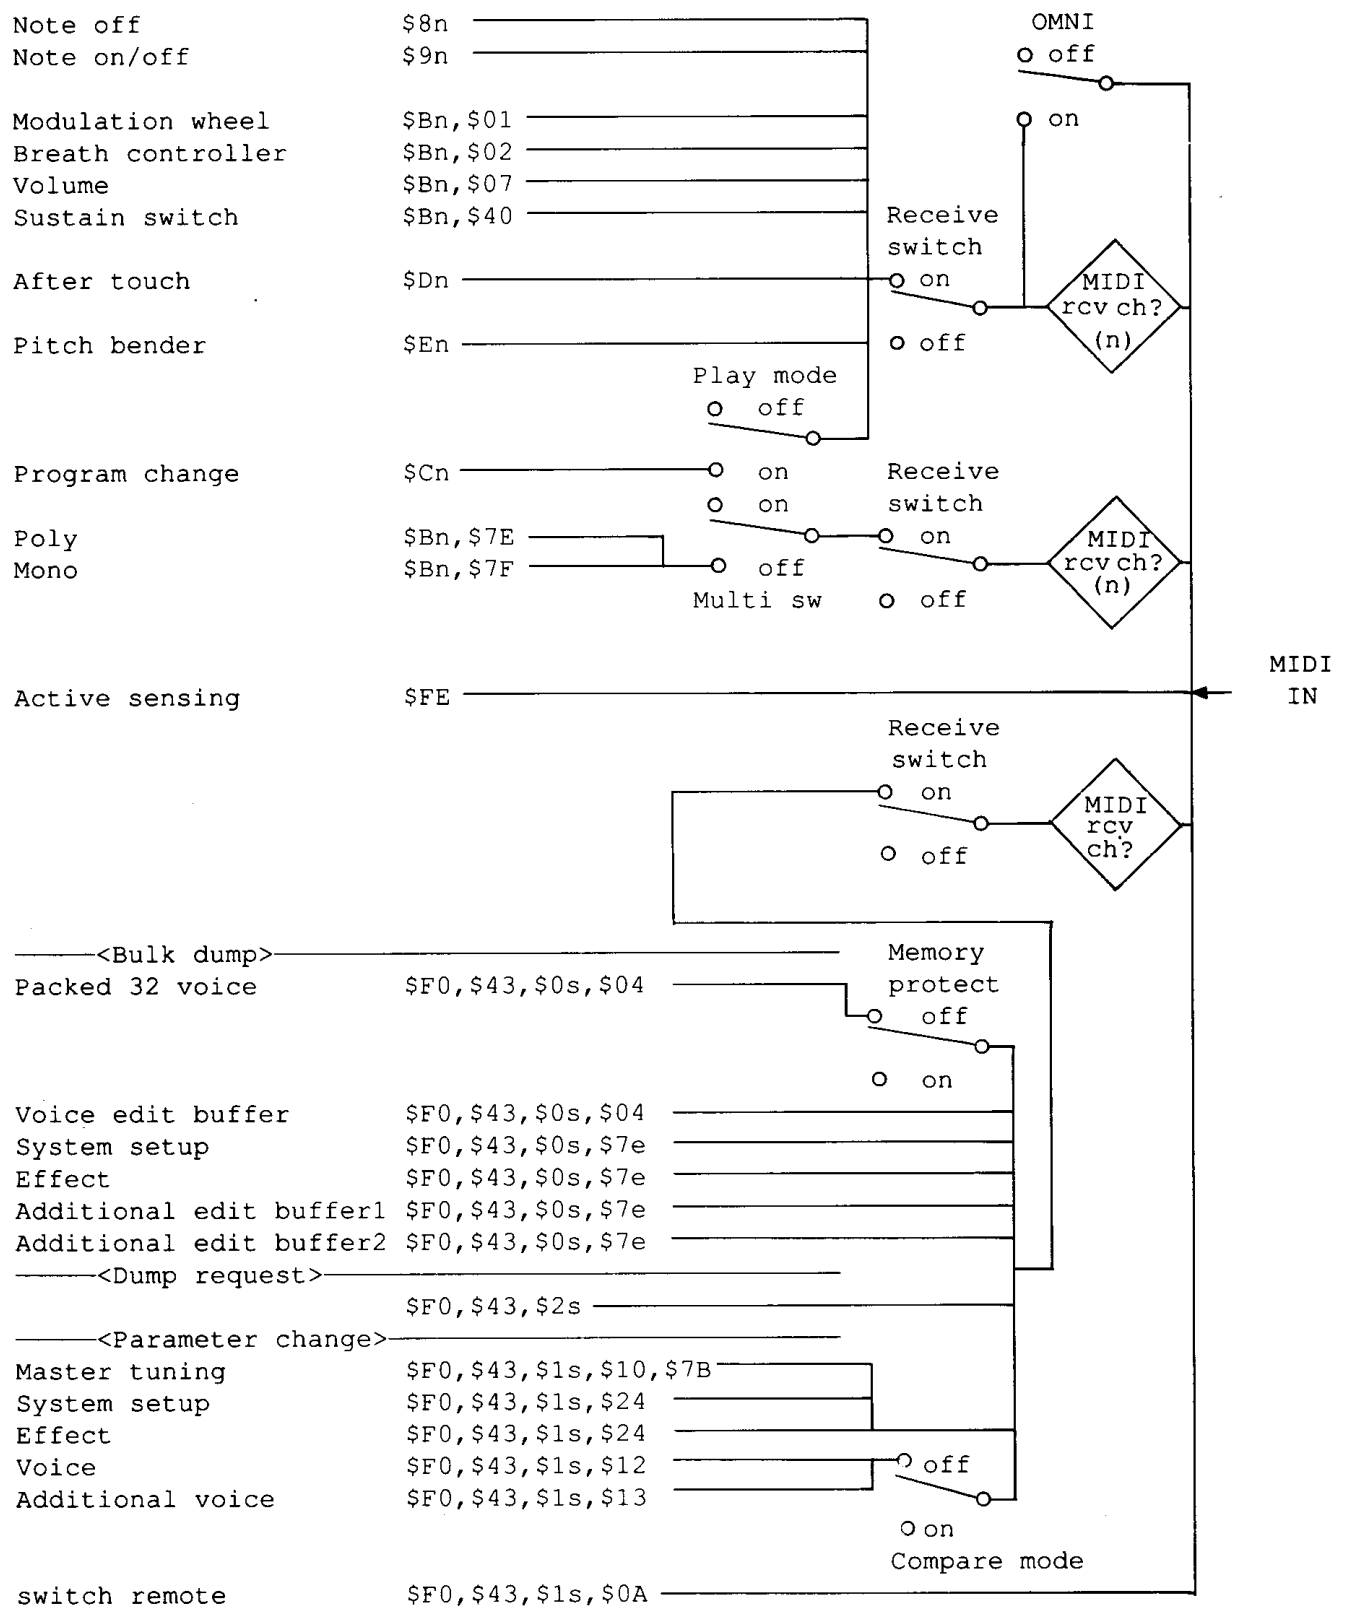 Note off $8n
OMNI
Note on/off $9n
off
Modulation wheel $Bn,$01
on
Breath controller $Bn,$02
Volume $Bn,$07
Sustain switch $Bn,$40
Receive
switch
After touch $Dn
on
MIDI
rcv ch?
(n)
Pitch bender $En
off
Play mode
off
Program change $Cn
on
Receive
switch
on
Poly $Bn,$7E
on
MIDI
rcv ch?
(n)
Mono $Bn,$7F
off
Multi sw
off
MIDI
IN
Active sensing $FE
Receive
switch
on
MIDI
rcv
ch?
off
<Bulk dump>
Memory
protect
Packed 32 voice $F0,$43,$0s,$04
off
on
Voice edit buffer $F0,$43,$0s,$04
System setup $F0,$43,$0s,$7e
Effect $F0,$43,$0s,$7e
Additional edit buffer1 $F0,$43,$0s,$7e
Additional edit buffer2 $F0,$43,$0s,$7e
<Dump request>
$F0,$43,$2s
<Parameter change>
Master tuning $F0,$43,$1s,$10,$7B
System setup $F0,$43,$1s,$24
Effect $F0,$43,$1s,$24
Voice $F0,$43,$1s,$12
off
Additional voice $F0,$43,$1s,$13
on
Compare mode
switch remote $F0,$43,$1s,$0A